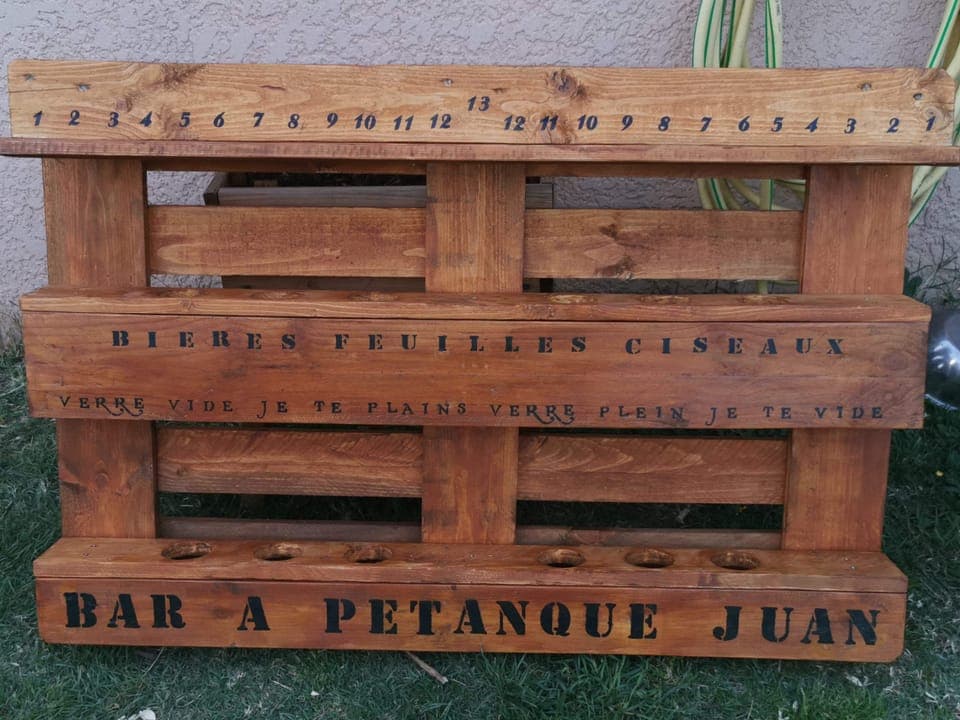 13
1 2 3 4 5 6 7 8 9 10 11 12 12 11 10 9 8 7 6 5 4 3 2 1
BIERES FEUILLES CISEAUX
VERRE VIDE JE TE PLAINS VERRE PLEIN JE TE VIDE
BAR A PETANQUE JUAN